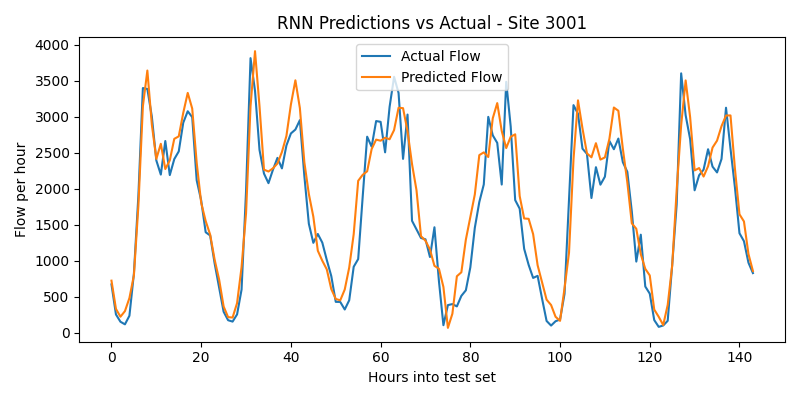 RNN Predictions vs Actual - Site 3001
Actual Flow
Predicted Flow
4000
3500
3000
2500
2000
1500
1000
500
0
Flow per hour
0 20 40 60 80 100 120 140
Hours into test set